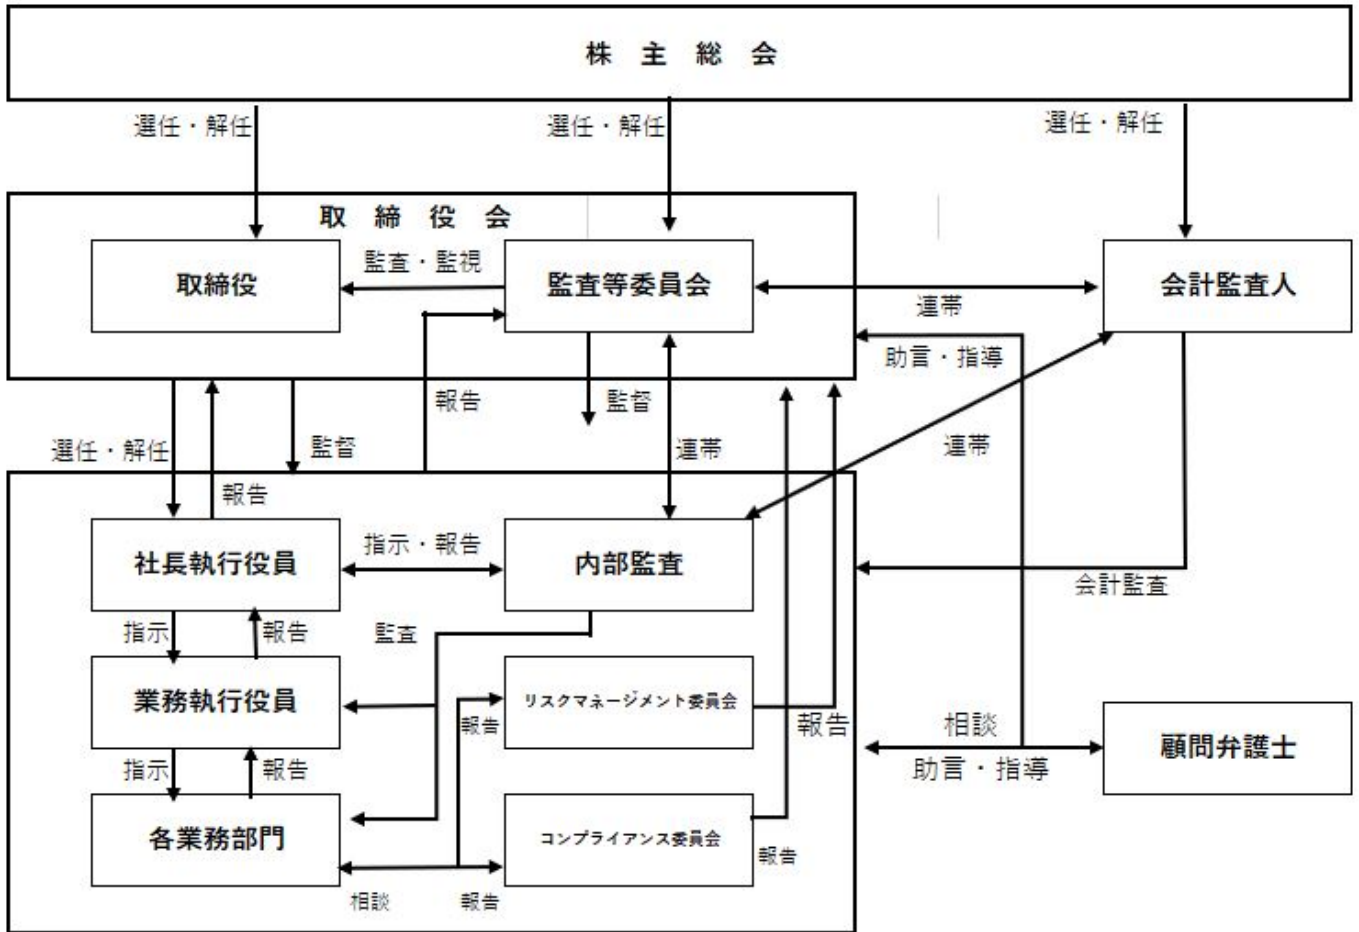 株 主 総 会
選任・解任
選任・解任
選任・解任
取 締 役 会
取締役
監査・監視
監査等委員会
連帯
会計監査人
助言・指導
選任・解任
報告
監督
報告
監督
連帯
連帯
社長執行役員
指示・報告
内部監査
会計監査
指示
報告
監査
業務執行役員
報告
リスクマネージメント委員会
報告
相談
助言・指導
顧問弁護士
指示
報告
各業務部門
相談
報告
コンプライアンス委員会
報告